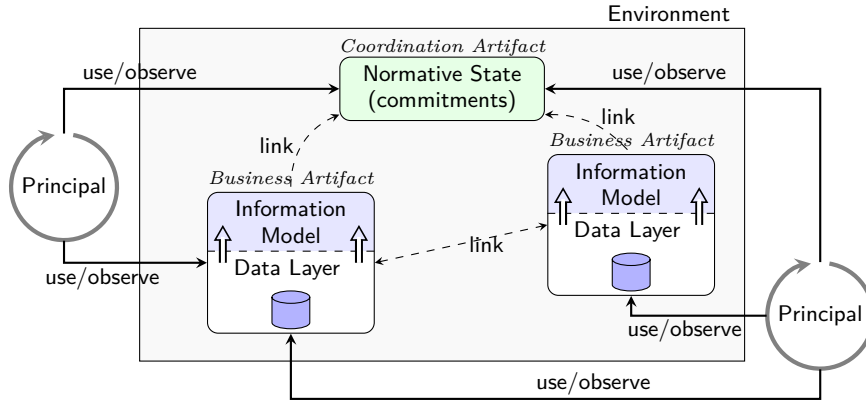 Environment
Coordination Artifact
Normative State
(commitments)
use/observe
use/observe
link
link
Business Artifact
Information
Model
Data Layer
Business Artifact
Information
Model
Data Layer
link
Principal
use/observe
Principal
use/observe
use/observe